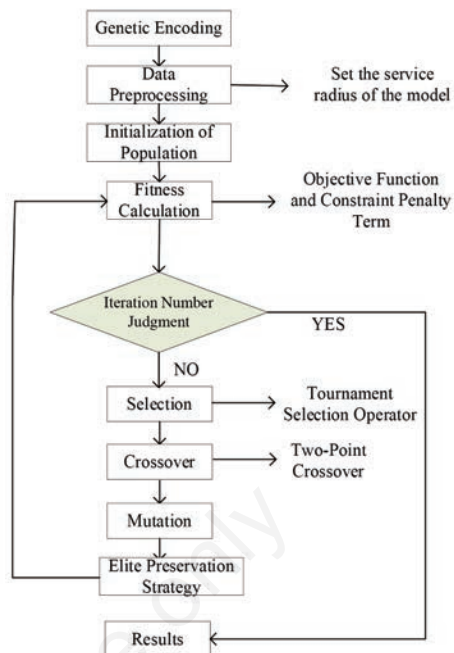 Genetic Encoding
Data
Preprocessing
Set the service
radius of the model
Initialization of
Population
Fitness
Calculation
Objective Function
and Constraint Penalty
Term
Iteration Number
Judgment
YES
NO
Selection
Tournament
Selection Operator
Crossover
Two-Point
Crossover
Mutation
Elite Preservation
Strategy
Results
only